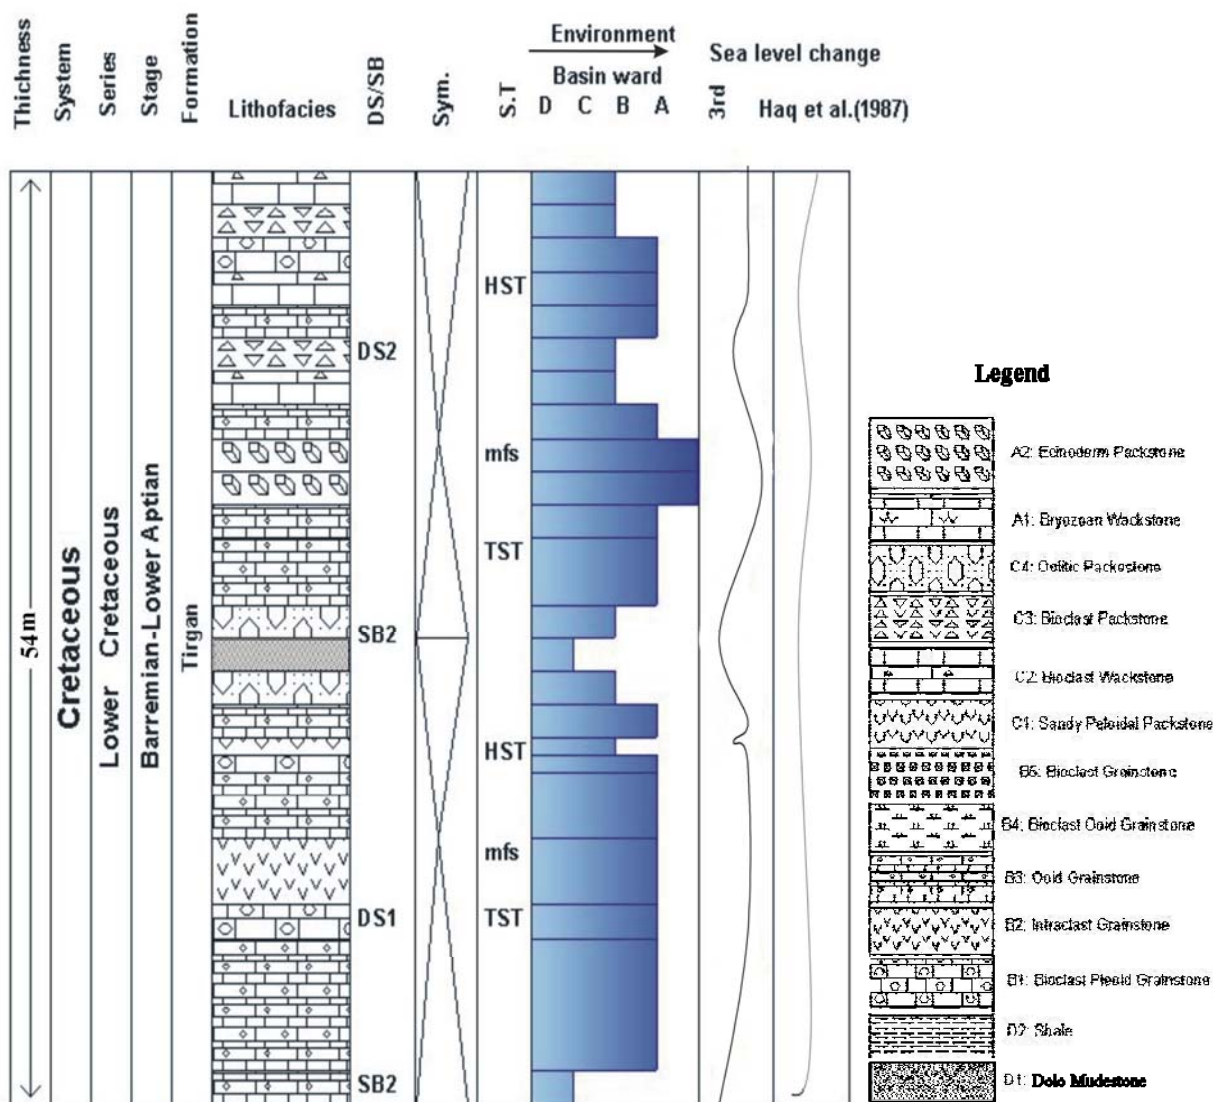 Thichness
System
Series
Stage
Formation
Lithofacies
DS/SB
Sym.
S.T
Environment
Basin ward
D C B A
Sea level change
3rd
Haq et al.(1987)
54m
Cretaceous
Lower Cretaceous
Barremian-Lower Aptian
Tirgan
DS2
SB2
DS1
SB2
HST
mfs
TST
HST
mfs
TST
Legend
A2: Echioderm Packstone
A1: Bryozoan Wackstone
C4: Oolitic Packestone
C3: Bioclast Packstone
C2: Bioclast Wackstone
C1: Sandy Peloidal Packstone
B5: Bioclast Grainstone
B4: Bioclast Ooid Grainstone
B3: Ooid Grainstone
B2: Intraclast Grainstone
B1: Bioclast Pleoid Grainstone
D2: Shale
D1: Dolo Mudestone